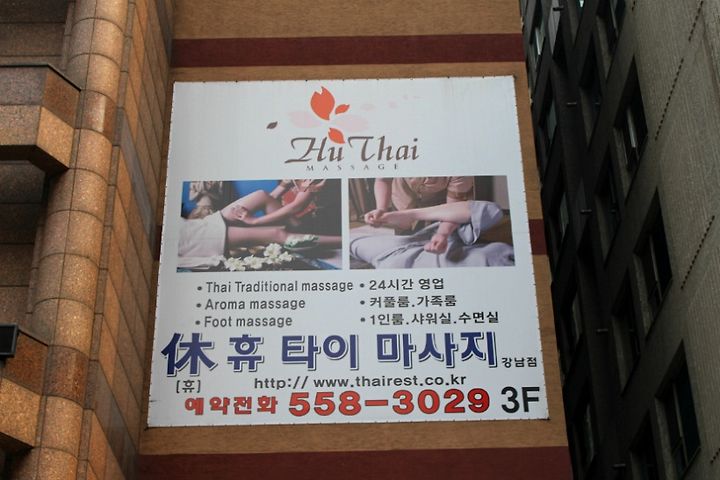 Hu Thai
MASSAGE
• Thai Traditional massage
• Aroma massage
• Foot massage
• 24시간 영업
• 커풀룸.가족룸
• 1인룸.샤워실.수면실
休 휴 타이 마사지 강남점
[휴]
http:// www.thairest.co.kr
예약전화 558-3029 3F